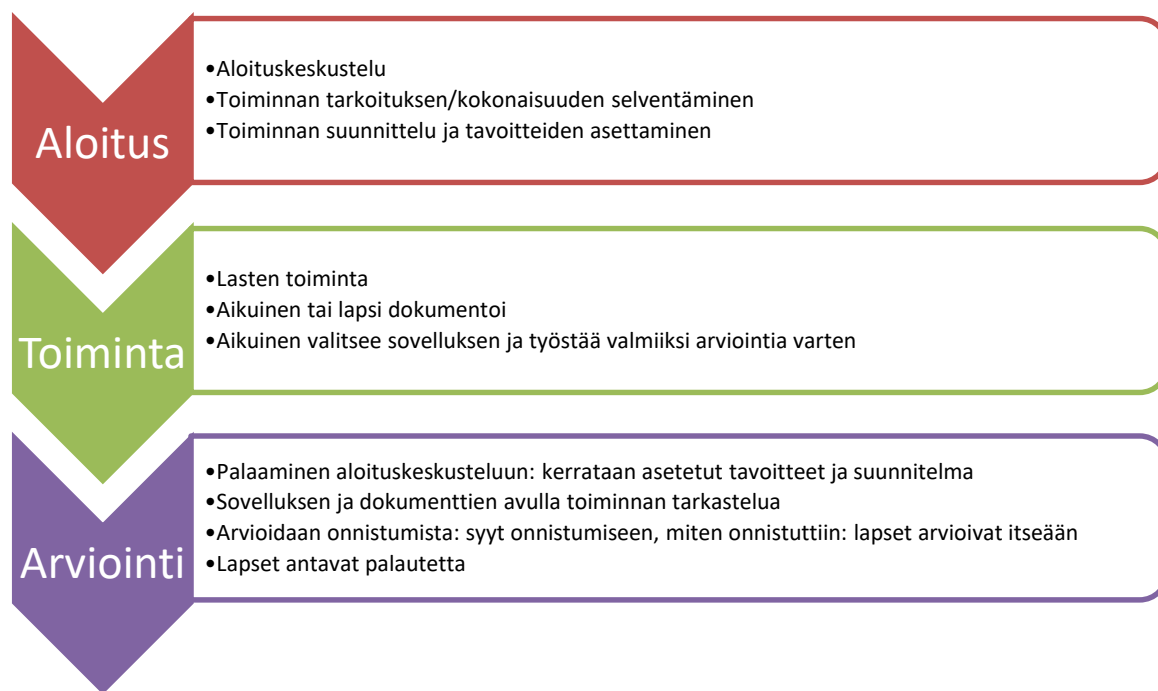 Aloitus
•Aloituskeskustelu
•Toiminnan tarkoituksen/kokonaisuuden selventäminen
•Toiminnan suunnittelu ja tavoitteiden asettaminen
Toiminta
•Lasten toiminta
•Aikuinen tai lapsi dokumentoi
•Aikuinen valitsee sovelluksen ja työstää valmiiksi arviointia varten
Arviointi
•Palaaminen aloituskeskusteluun: kerrataan asetetut tavoitteet ja suunnitelma
•Sovelluksen ja dokumenttien avulla toiminnan tarkastelua
•Arvioidaan onnistumista: syyt onnistumiseen, miten onnistuttiin: lapset arvioivat itseään
•Lapset antavat palautetta